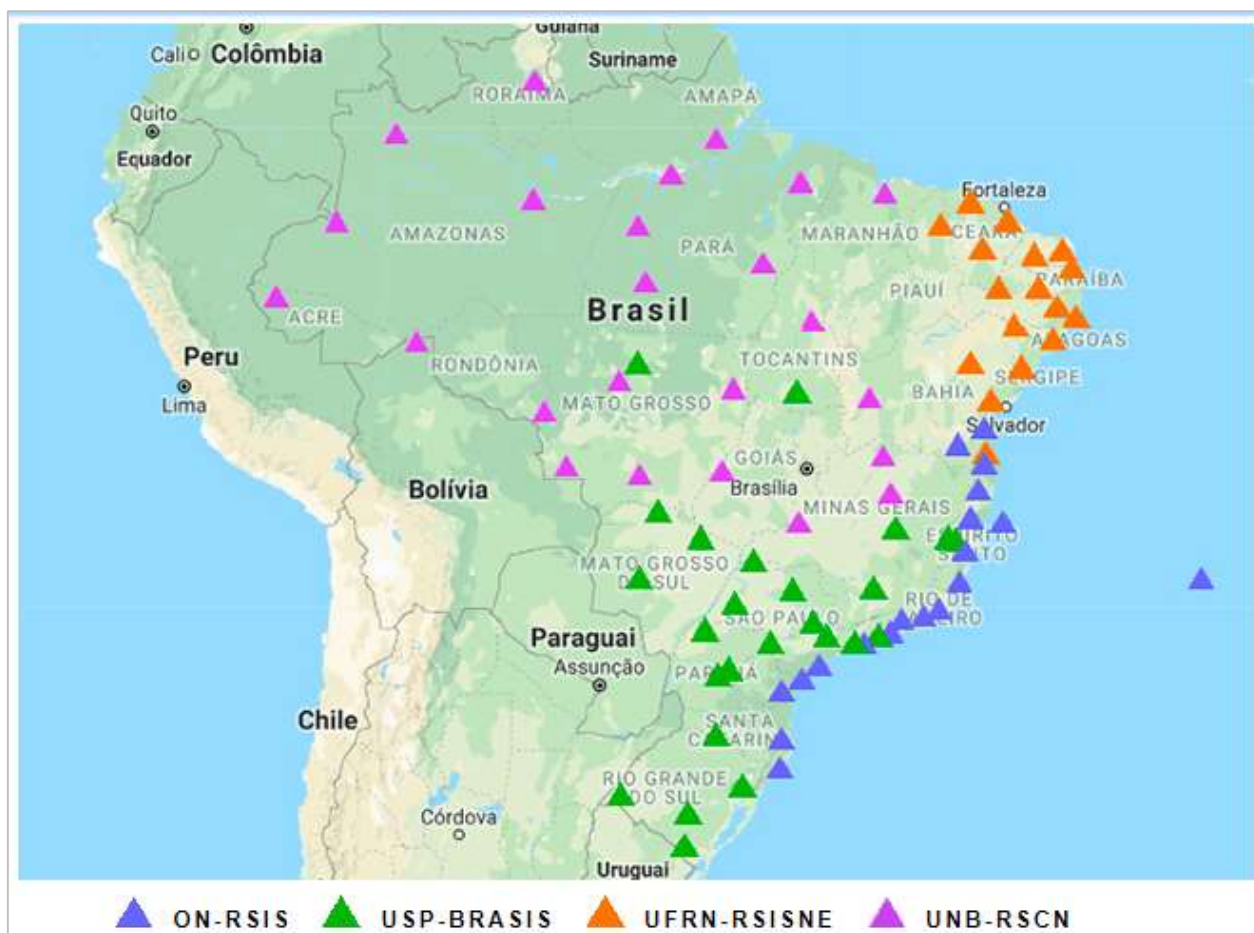 Guiana
Cali
Colômbia
Suriname
RORAIMA
AMAPÁ
Quito
Equador
Fortaleza
AMAZONAS
PARÁ
MARANHÃO
CEARÁ
PARAÍBA
PIAUÍ
Brasil
ACRE
ALAGOAS
Peru
RONDÔNIA
TOCANTINS
SERGIPE
Lima
MATO GROSSO
BAHIA
Salvador
GOIÁS
Brasília
Bolívia
MINAS GERAIS
ESPÍRITO
SANTO
MATO GROSSO
DO SUL
RIO DE
JANEIRO
SÃO PAULO
Paraguai
Assunção
PARANÁ
Chile
SANTA
CATARINA
RIO GRANDE
DO SUL
Córdova
Uruguai
ON-RSIS USP-BRASIS UFRN-RSISNE UNB-RSCN